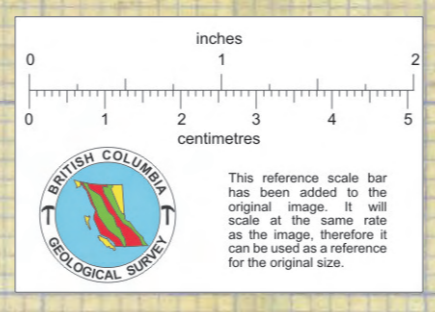 inches
0 1 2
0 1 2 3 4 5
centimetres
BRITISH COLUMBIA
GEOLOGICAL SURVEY
This reference scale bar
has been added to the
original image. It will
scale at the same rate
as the image, therefore it
can be used as a reference
for the original size.